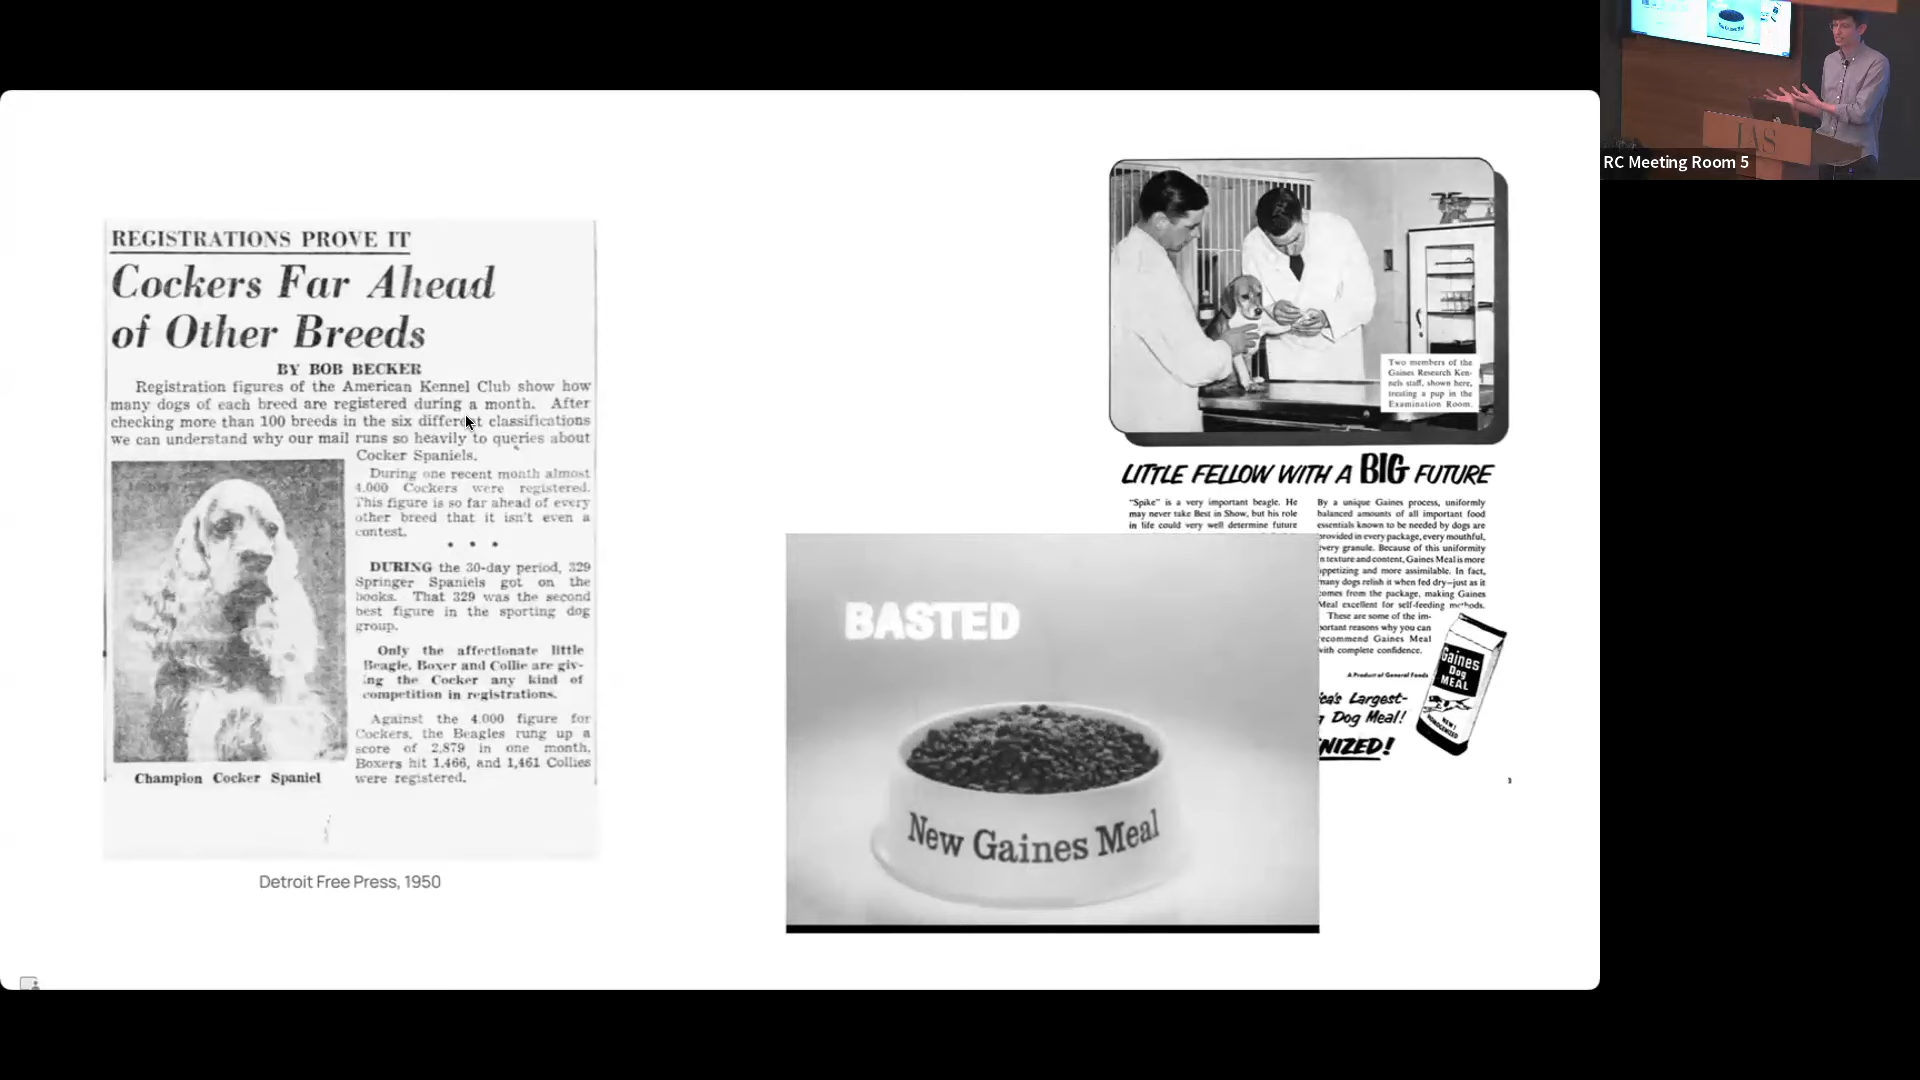 REGISTRATIONS PROVE IT
Cockers Far Ahead
of Other Breeds
BY BOB BECKER
Registration figures of the American Kennel Club show how
many dogs of each breed are registered during a month. After
checking more than 100 breeds in the six different classifications
we can understand why our mail runs so heavily to queries about
Cocker Spaniels.
During one recent month almost
4,000 Cockers were registered.
This figure is so far ahead of every
other breed that it isn't even a
contest.
• • •
DURING the 30-day period, 329
Springer Spaniels got on the
books. That 329 was the second
best figure in the sporting dog
group.
Only the affectionate little
Beagle, Boxer and Collie are giv-
ing the Cocker any kind of
competition in registrations.
Against the 4,000 figure for
Cockers, the Beagles rung up a
score of 2,879 in one month.
Boxers hit 1,466, and 1,461 Collies
were registered.
Champion Cocker Spaniel
Detroit Free Press, 1950
Two members of the
Gaines Research Ken-
nels staff, shown here,
treating a pup in the
Examination Room.
LITTLE FELLOW WITH A BIG FUTURE
"Spike" is a very important beagle. He
may never take Best in Show, but his role
in life could very well determine future
By a unique Gaines process, uniformly
balanced amounts of all important food
essentials known to be needed by dogs are
provided in every package, every mouthful,
every granule. Because of this uniformity
in texture and content, Gaines Meal is more
appetizing and more assimilable. In fact,
many dogs relish it when fed dry—just as it
comes from the package, making Gaines
Meal excellent for self-feeding methods.
These are some of the im-
portant reasons why you can
recommend Gaines Meal
with complete confidence.
A Product of General Foods
ica's Largest-
g Dog Meal!
NIZED!
Gaines
Dog
MEAL
BASTED
New Gaines Meal
RC Meeting Room 5
IAS